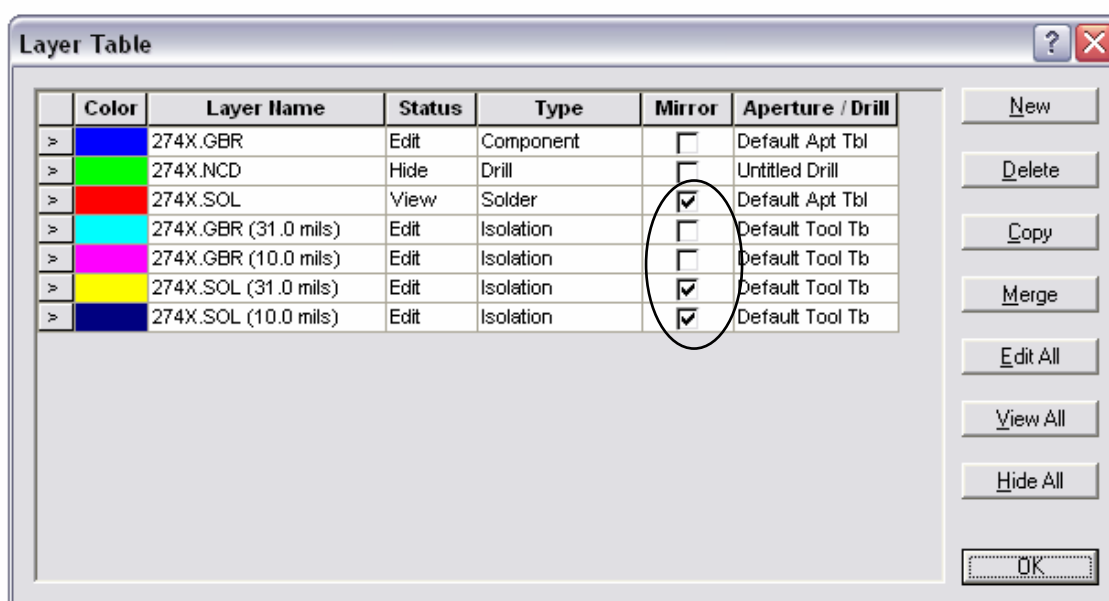 Layer Table
Color Layer Name Status Type Mirror Aperture / Drill
> 274X.GBR Edit Component Default Apt Tbl
> 274X.NCD Hide Drill Untitled Drill
> 274X.SOL View Solder Default Apt Tbl
> 274X.GBR (31.0 mils) Edit Isolation Default Tool Tb
> 274X.GBR (10.0 mils) Edit Isolation Default Tool Tb
> 274X.SOL (31.0 mils) Edit Isolation Default Tool Tb
> 274X.SOL (10.0 mils) Edit Isolation Default Tool Tb
New
Delete
Copy
Merge
Edit All
View All
Hide All
OK